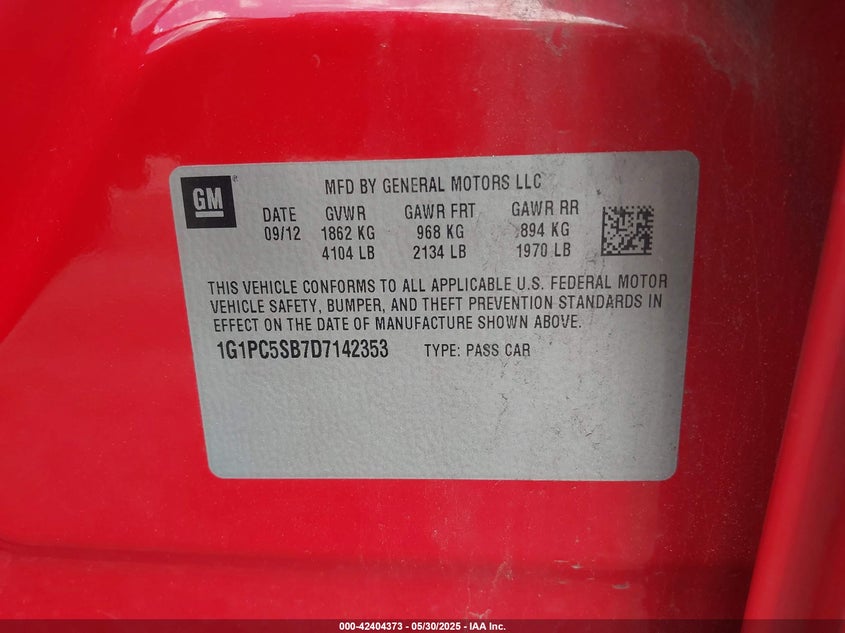 GM
MFD BY GENERAL MOTORS LLC
DATE GVWR GAWR FRT GAWR RR
09/12 1862 KG 968 KG 894 KG
4104 LB 2134 LB 1970 LB
THIS VEHICLE CONFORMS TO ALL APPLICABLE U.S. FEDERAL MOTOR
VEHICLE SAFETY, BUMPER, AND THEFT PREVENTION STANDARDS IN
EFFECT ON THE DATE OF MANUFACTURE SHOWN ABOVE.
1G1PC5SB7D7142353 TYPE: PASS CAR
000-42404373 - 05/30/2025 - IAA Inc.